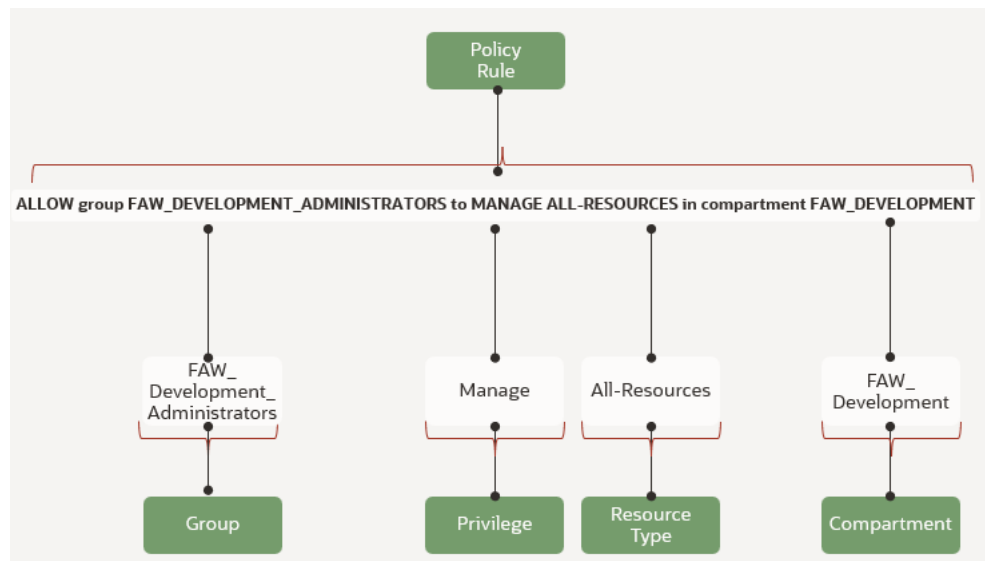 Policy
Rule
ALLOW group FAW_DEVELOPMENT_ADMINISTRATORS to MANAGE ALL-RESOURCES in compartment FAW_DEVELOPMENT
FAW_
Development_
Administrators
Manage
All-Resources
FAW_
Development
Group
Privilege
Resource
Type
Compartment